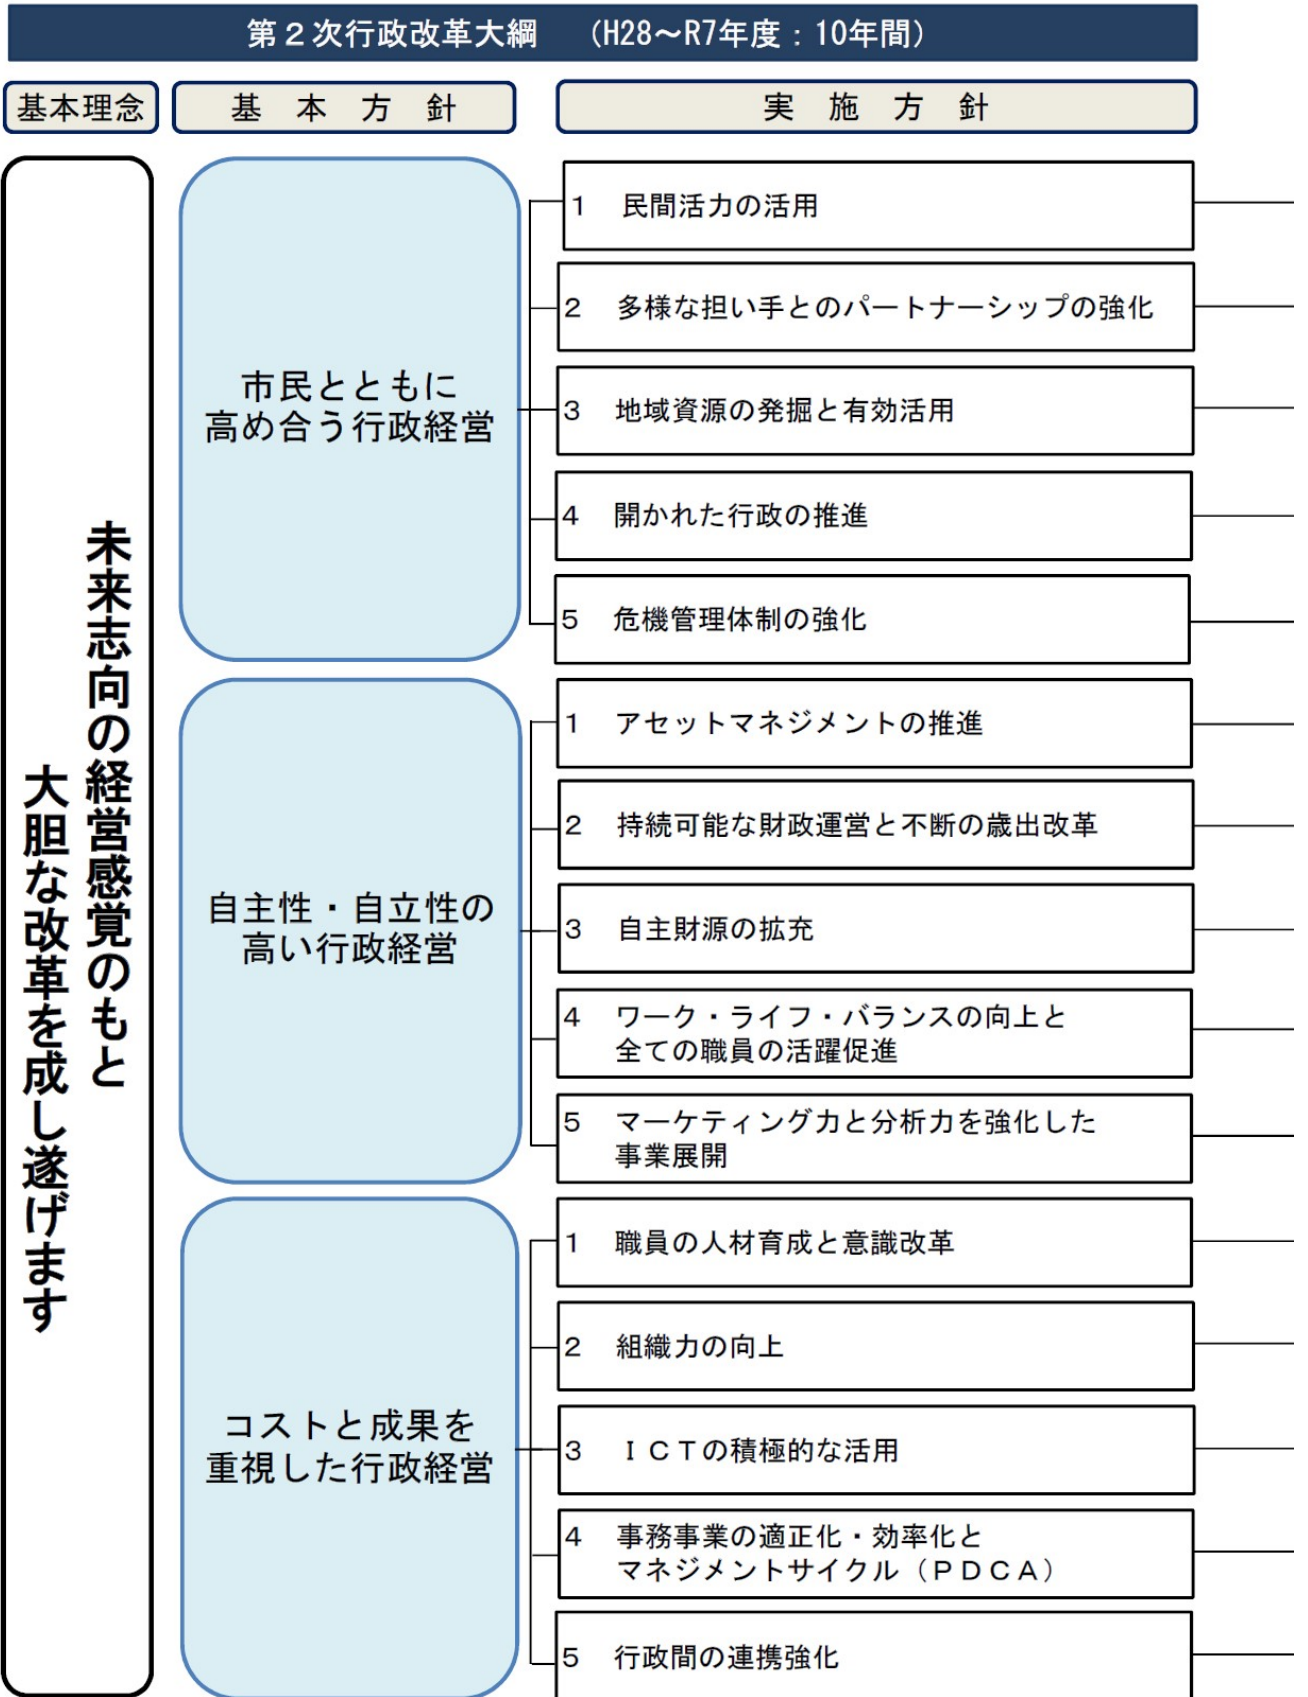 第２次行政改革大綱　（H28～R7年度：10年間）
基本理念
基　本　方　針
実　施　方　針
未来志向の経営感覚のもと
大胆な改革を成し遂げます
市民とともに
高め合う行政経営
1　民間活力の活用
2　多様な担い手とのパートナーシップの強化
3　地域資源の発掘と有効活用
4　開かれた行政の推進
5　危機管理体制の強化
自主性・自立性の
高い行政経営
1　アセットマネジメントの推進
2　持続可能な財政運営と不断の歳出改革
3　自主財源の拡充
4　ワーク・ライフ・バランスの向上と
全ての職員の活躍促進
5　マーケティング力と分析力を強化した
事業展開
コストと成果を
重視した行政経営
1　職員の人材育成と意識改革
2　組織力の向上
3　ＩＣＴの積極的な活用
4　事務事業の適正化・効率化と
マネジメントサイクル（ＰＤＣＡ）
5　行政間の連携強化